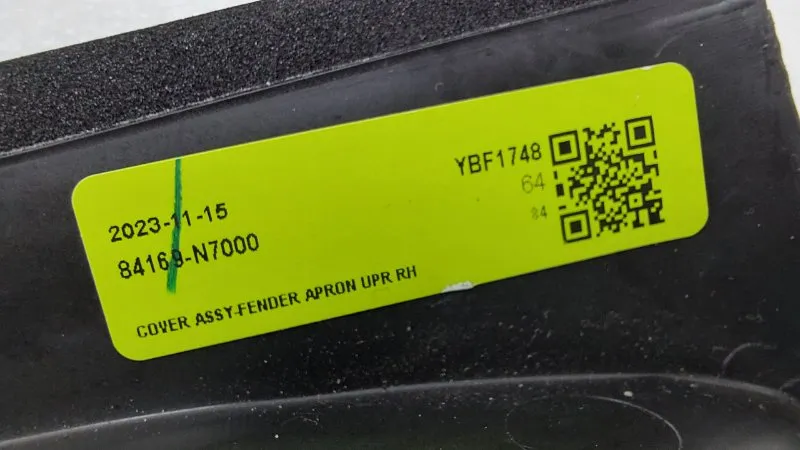 2023-11-15
84169-N7000
COVER ASSY-FENDER APRON UPR RH
YBF1748
64
84